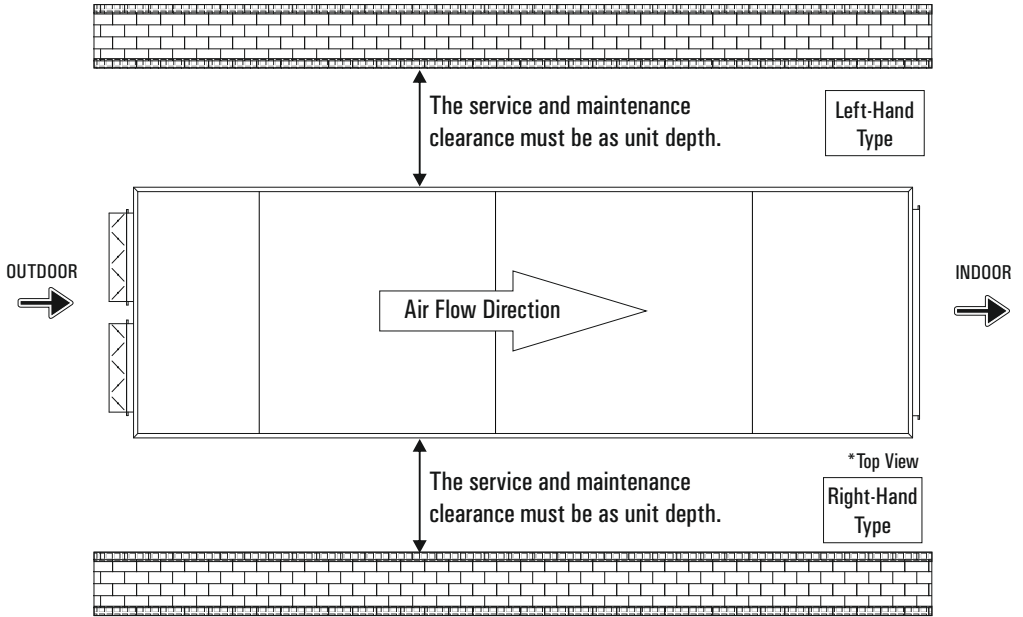 The service and maintenance
clearance must be as unit depth.
Left-Hand
Type
OUTDOOR
Air Flow Direction
INDOOR
*Top View
The service and maintenance
clearance must be as unit depth.
Right-Hand
Type